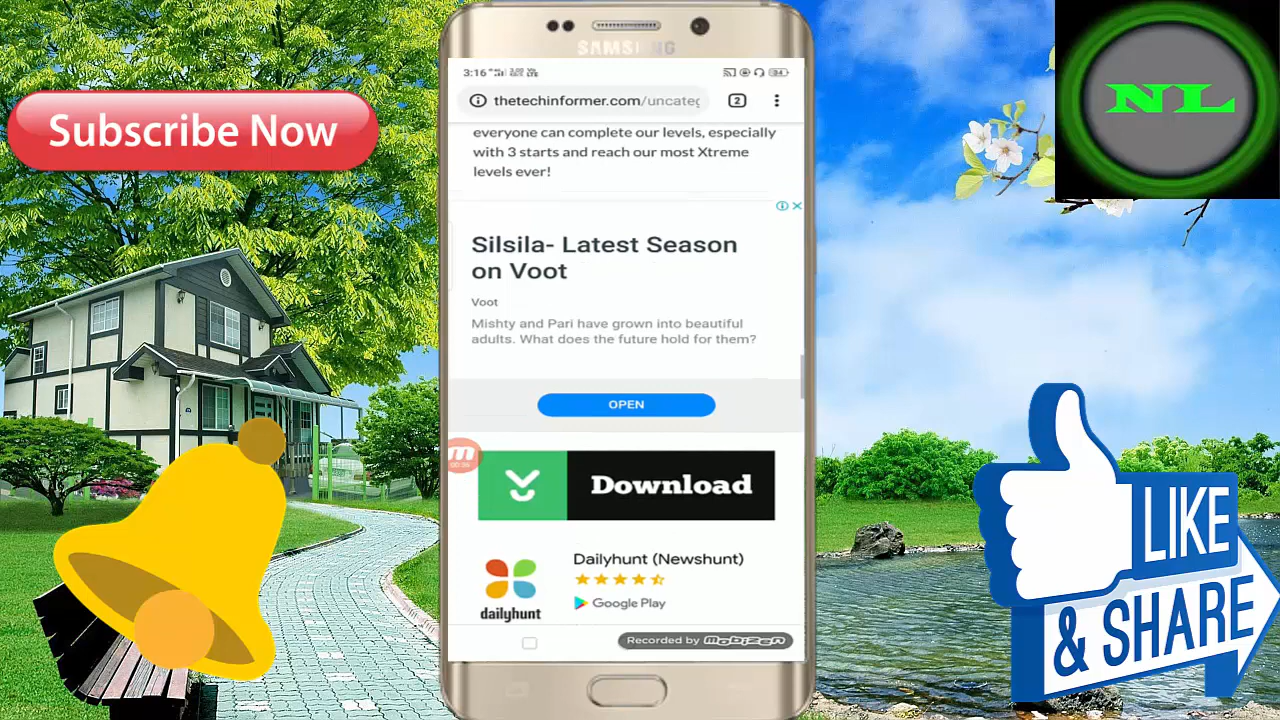 SAMSUNG
3:16
thetechinformer.com/uncateg
2
everyone can complete our levels, especially
with 3 starts and reach our most Xtreme
levels ever!
Silsila- Latest Season
on Voot
Voot
Mishty and Pari have grown into beautiful
adults. What does the future hold for them?
OPEN
Download
Dailyhunt (Newshunt)
Google Play
dailyhunt
Recorded by mobizen
Subscribe Now
NL
LIKE
& SHARE